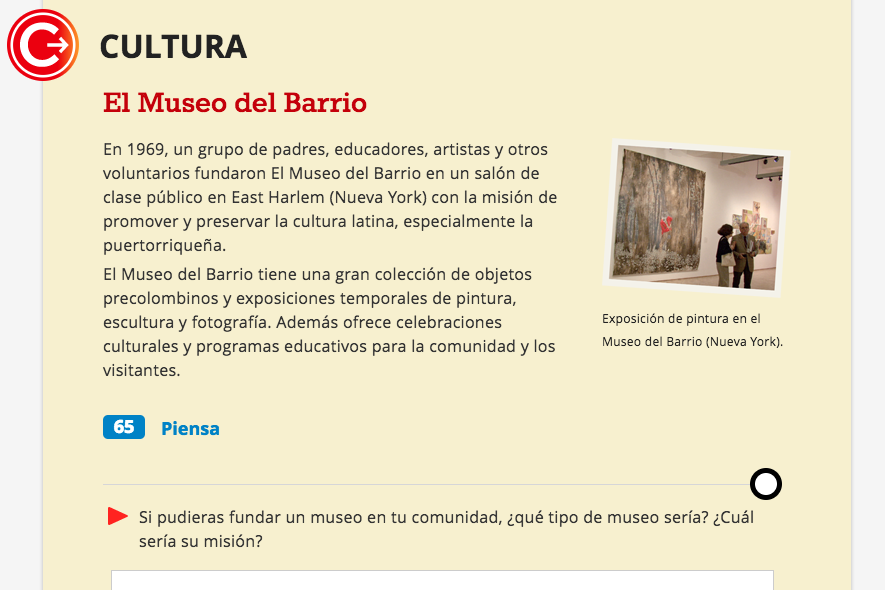 CULTURA
El Museo del Barrio
En 1969, un grupo de padres, educadores, artistas y otros
voluntarios fundaron El Museo del Barrio en un salón de
clase público en East Harlem (Nueva York) con la misión de
promover y preservar la cultura latina, especialmente la
puertorriqueña.
El Museo del Barrio tiene una gran colección de objetos
precolombinos y exposiciones temporales de pintura,
escultura y fotografía. Además ofrece celebraciones
culturales y programas educativos para la comunidad y los
visitantes.
Exposición de pintura en el
Museo del Barrio (Nueva York).
65 Piensa
Si pudieras fundar un museo en tu comunidad, ¿qué tipo de museo sería? ¿Cuál
sería su misión?